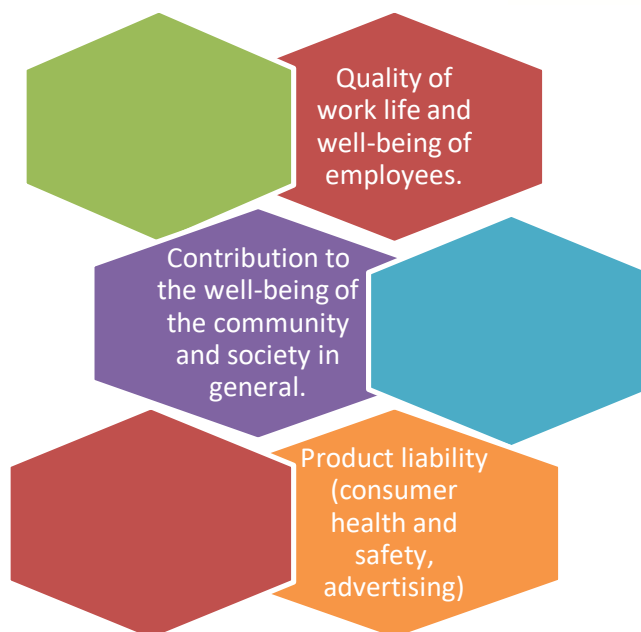 Quality of
work life and
well-being of
employees.
Contribution to
the well-being of
the community
and society in
general.
Product liability
(consumer
health and
safety,
advertising)